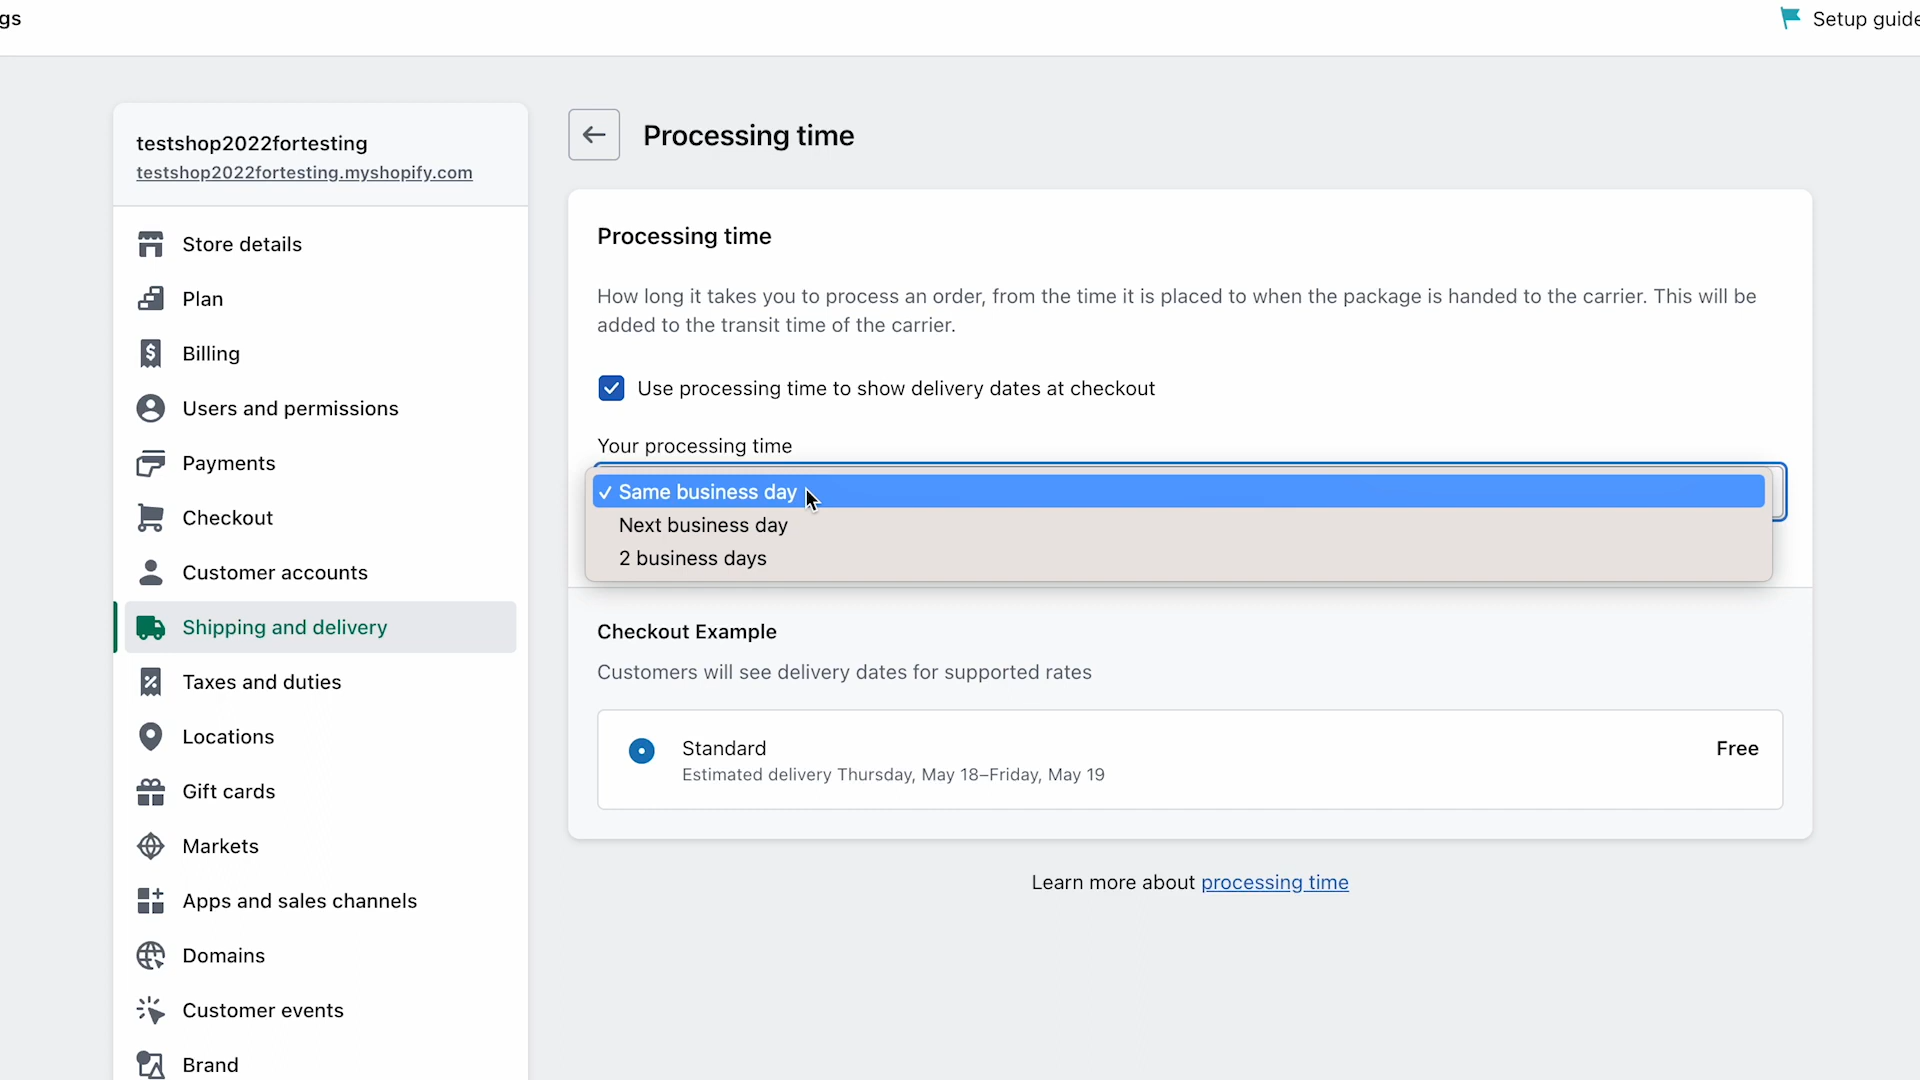 gs
Setup guide
testshop2022fortesting
testshop2022fortesting.myshopify.com
Store details
Plan
Billing
Users and permissions
Payments
Checkout
Customer accounts
Shipping and delivery
Taxes and duties
Locations
Gift cards
Markets
Apps and sales channels
Domains
Customer events
Brand
Processing time
Processing time
How long it takes you to process an order, from the time it is placed to when the package is handed to the carrier. This will be
added to the transit time of the carrier.
Use processing time to show delivery dates at checkout
Your processing time
✓ Same business day
Next business day
2 business days
Checkout Example
Customers will see delivery dates for supported rates
Standard
Free
Estimated delivery Thursday, May 18–Friday, May 19
Learn more about processing time